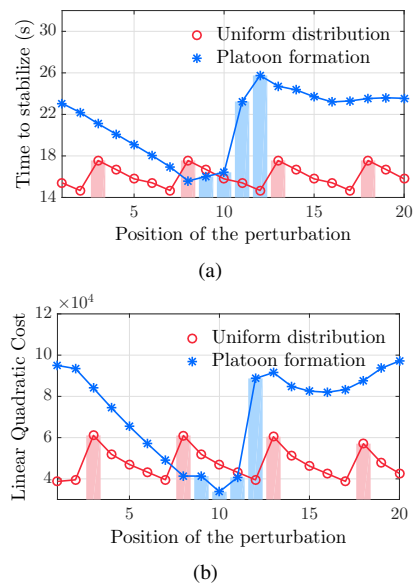 30
26
22
18
14
Time to stabilize (s)
Uniform distribution
Platoon formation
5
10
15
20
Position of the perturbation
(a)
×10⁴
12
10
8
6
4
Linear Quadratic Cost
Uniform distribution
Platoon formation
5
10
15
20
Position of the perturbation
(b)